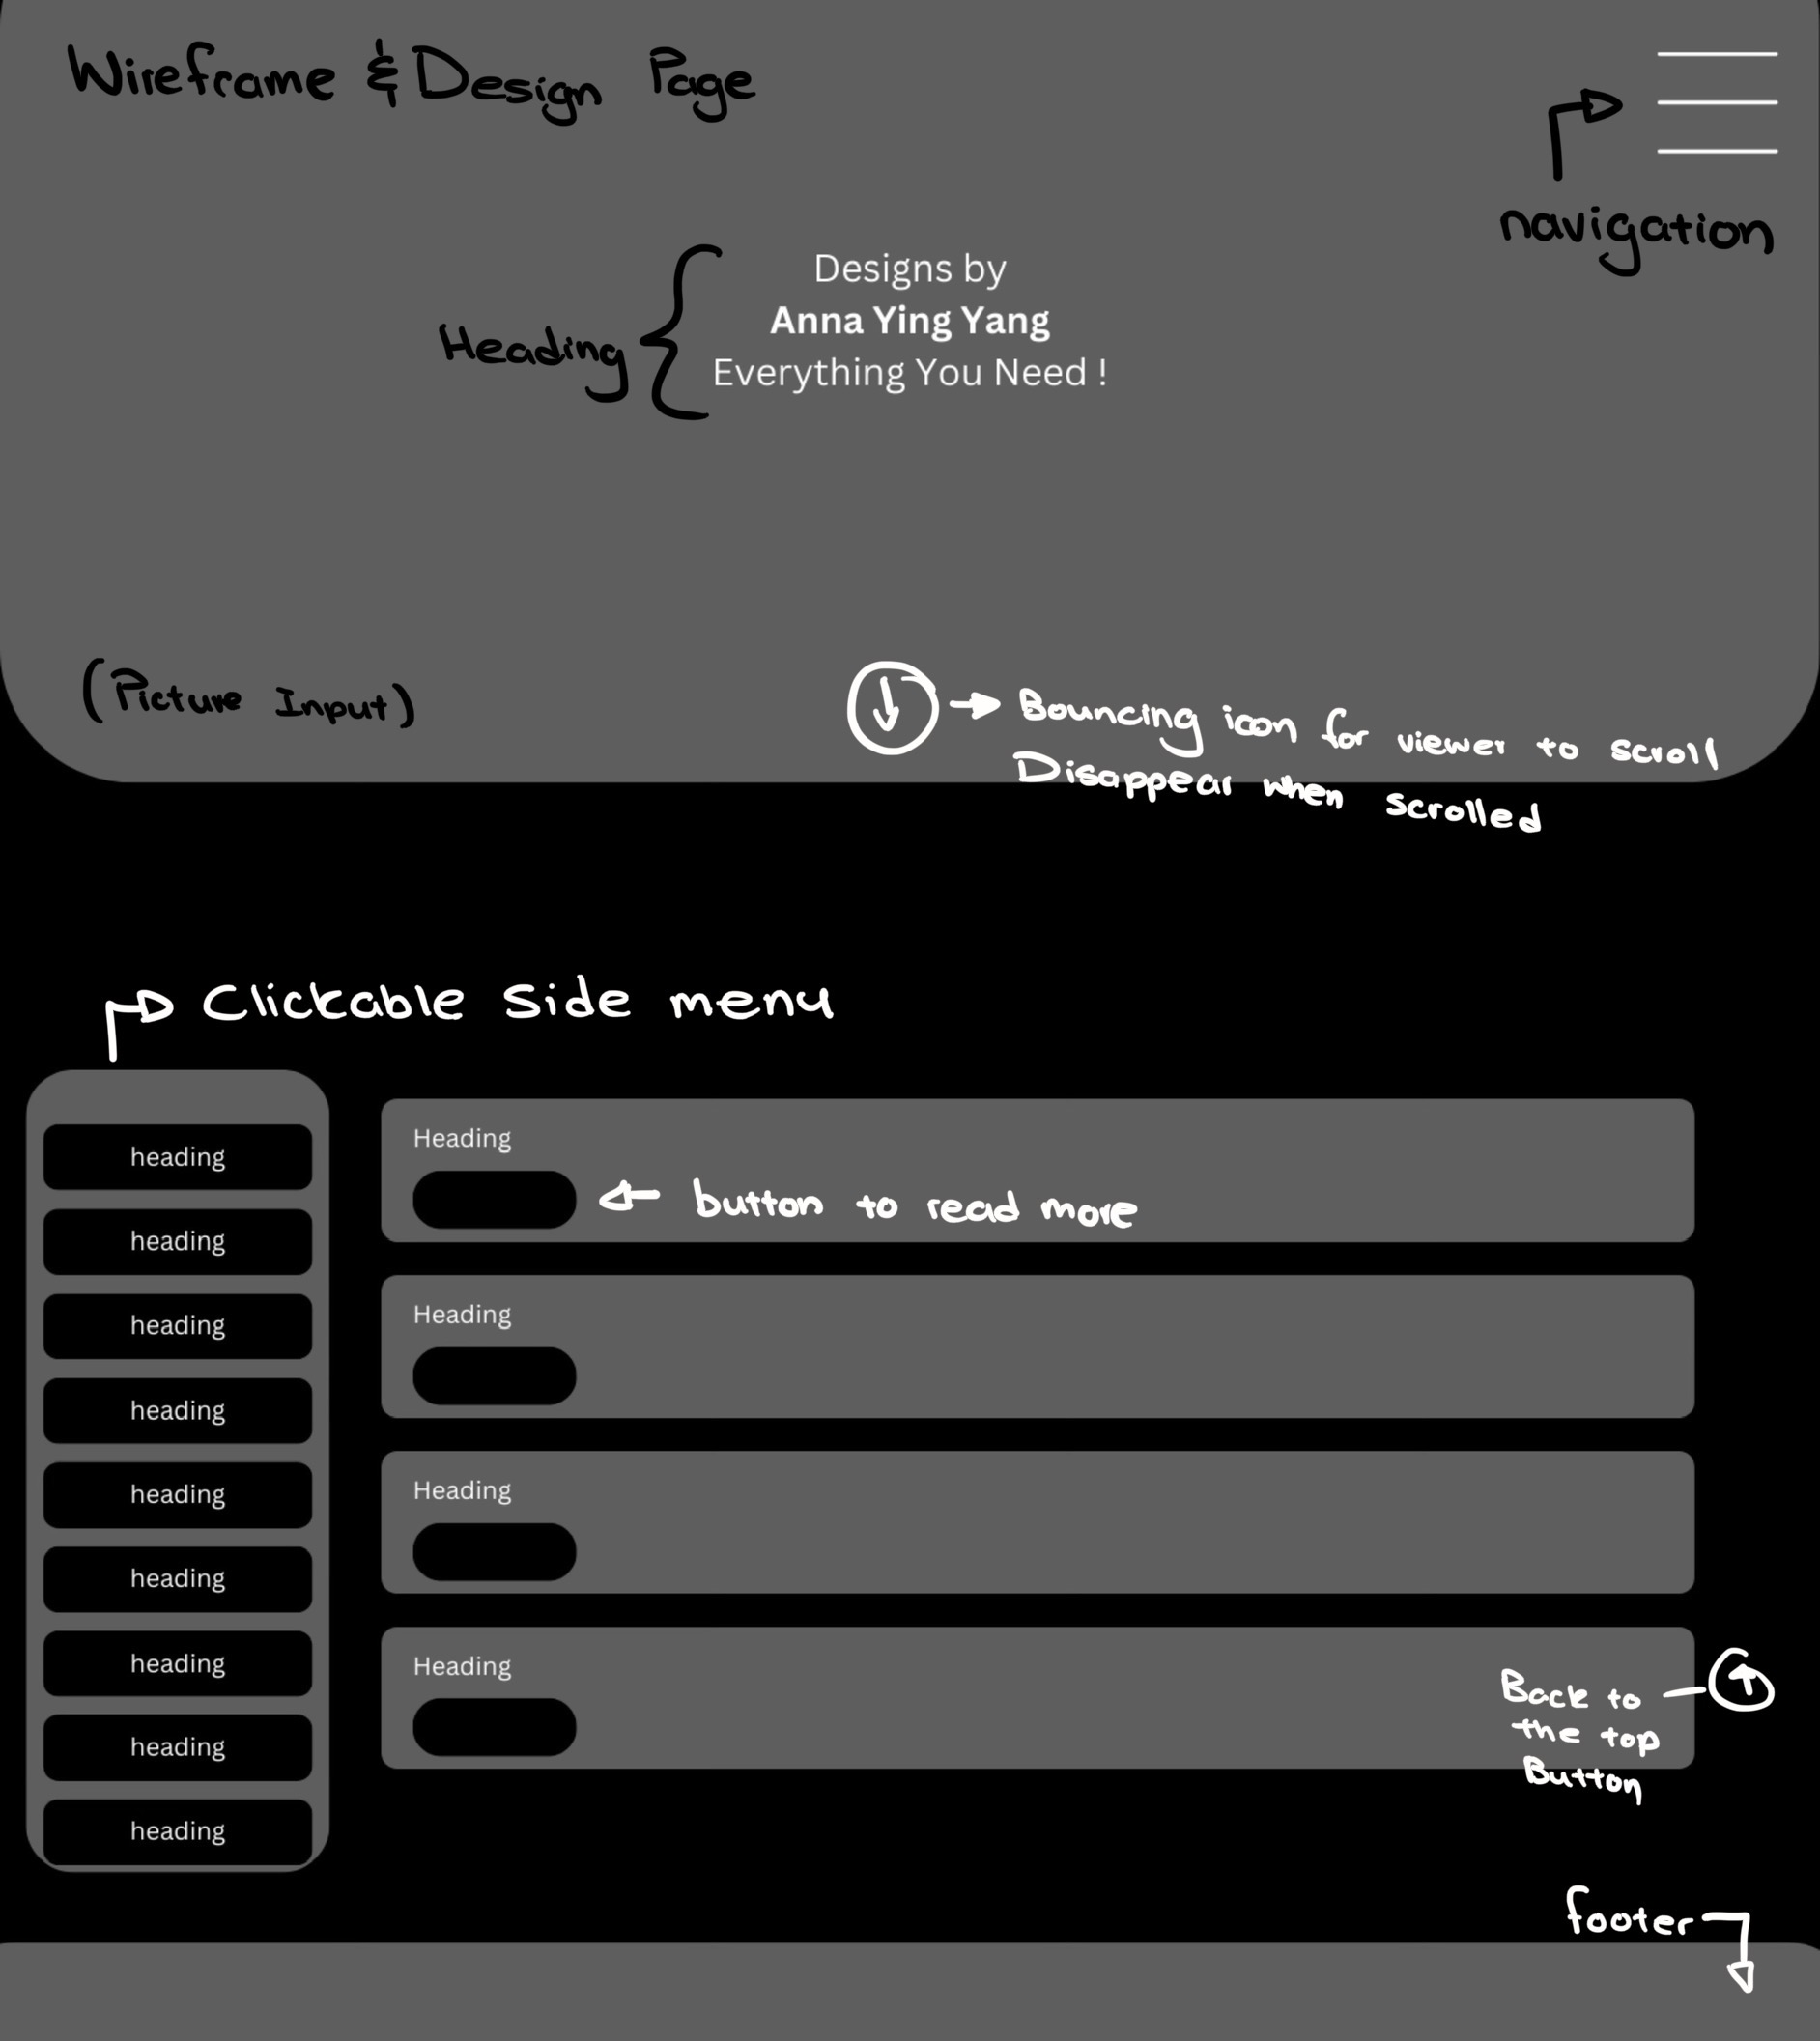 Wireframe & Design Page
navigation
Heading
Designs by
Anna Ying Yang
Everything You Need !
(Picture Input)
Bouncing icon for viewer to scroll
Disappear when scrolled
Clickable side menu
heading
heading
heading
heading
heading
heading
heading
heading
heading
Heading
button to read more
Heading
Heading
Heading
Back to
the top
Button
footer